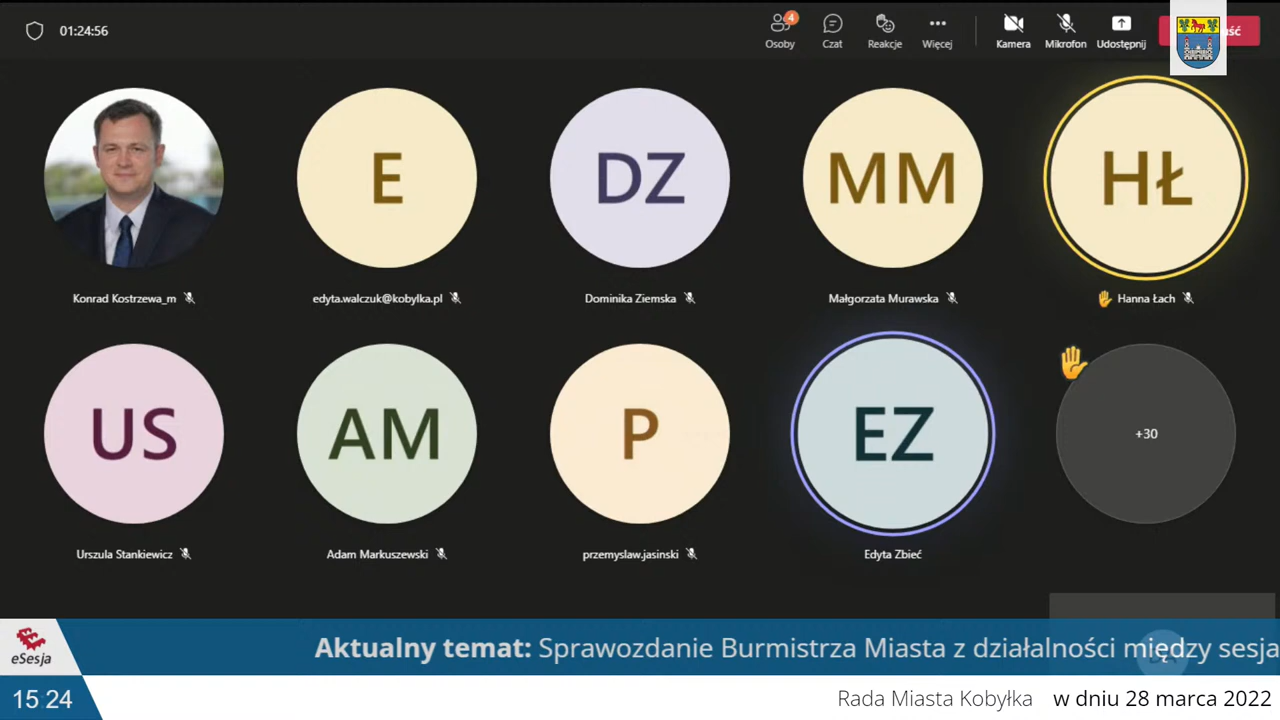 01:24:56
4
Osoby
Czat
Reakcje
Więcej
Kamera
Mikrofon
Udostępnij
E
DZ
MM
HŁ
Konrad Kostrzewa_m
edyta.walczuk@kobylka.pl
Dominika Ziemska
Małgorzata Murawska
Hanna Łach
US
AM
P
EZ
+30
Urszula Stankiewicz
Adam Markuszewski
przemyslaw.jasinski
Edyta Zbieć
eSesja
Aktualny temat: Sprawozdanie Burmistrza Miasta z działalności między sesja
15:24
Rada Miasta Kobyłka w dniu 28 marca 2022